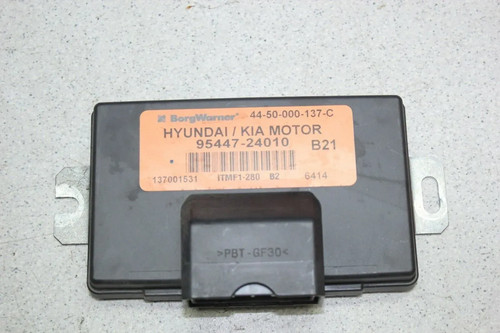 BorgWarner 44-50-000-137-C
HYUNDAI / KIA MOTOR
95447-24010 B21
137001531 ITMF1-280 B2 6414
>PBT-GF30<